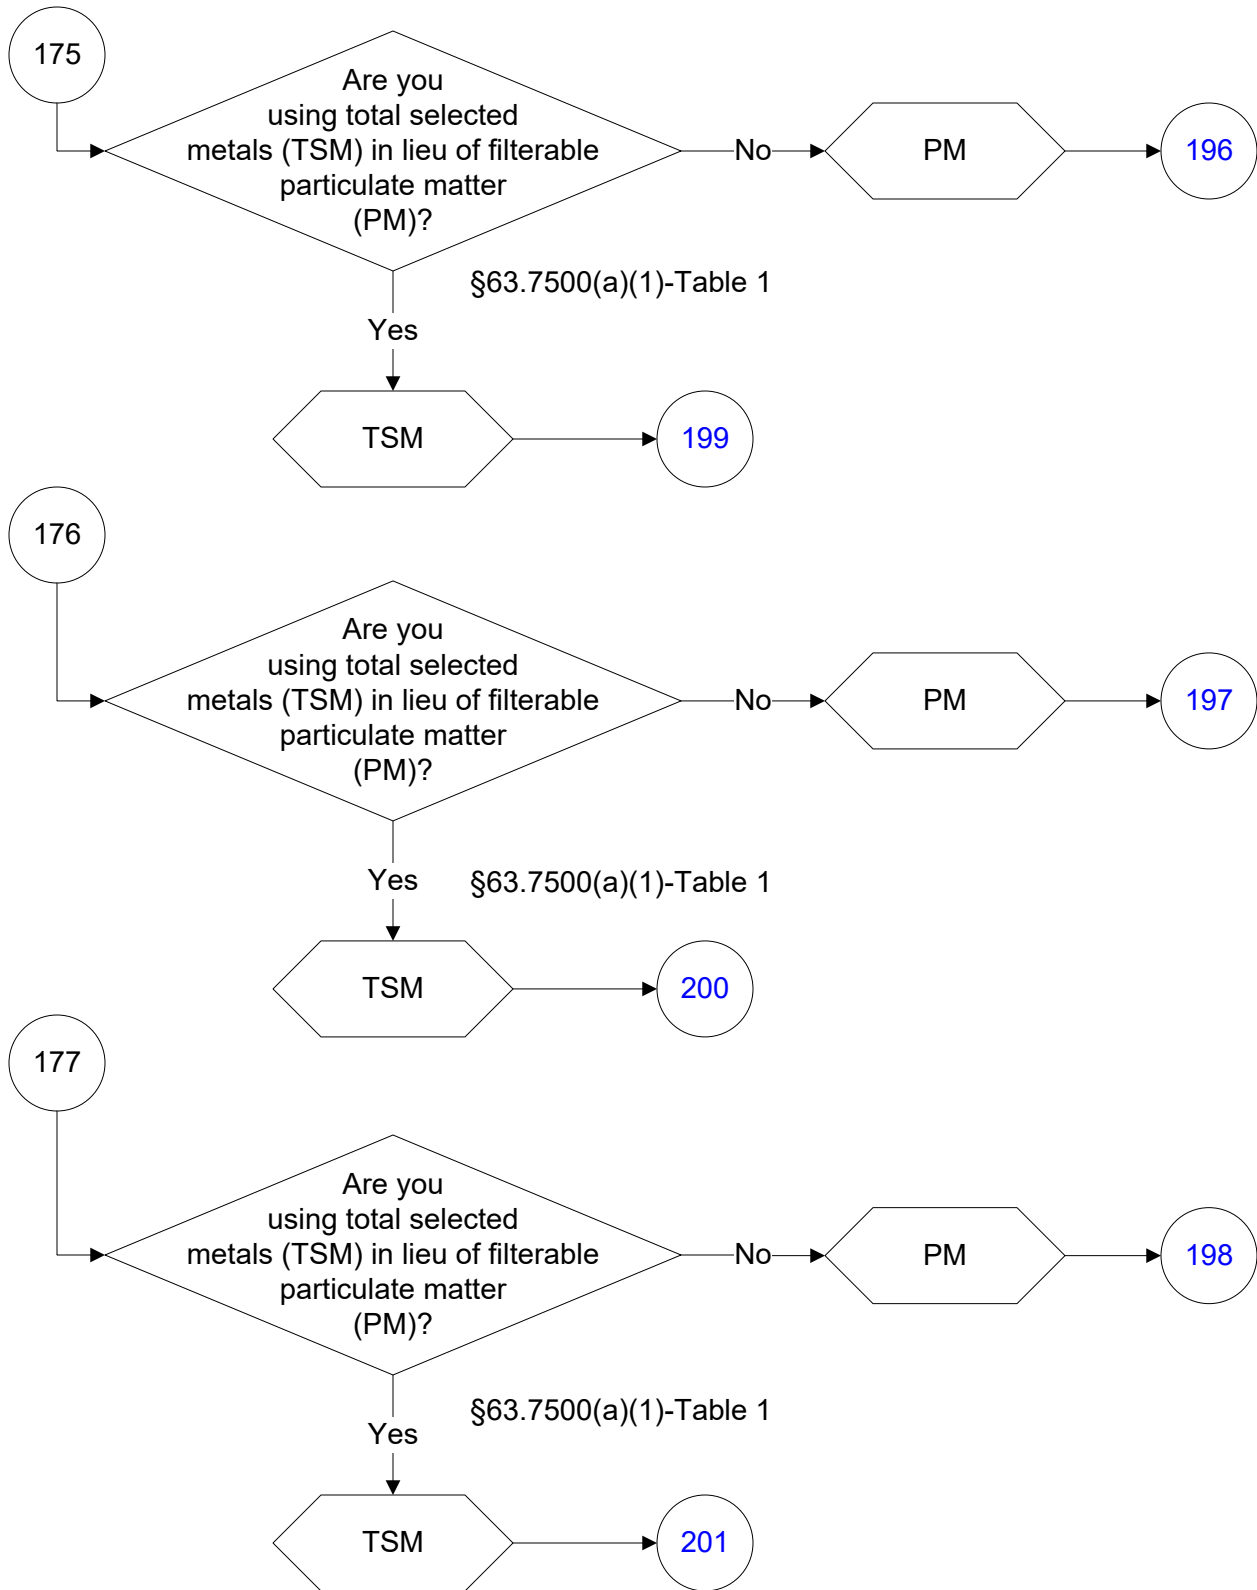 175
Are you
using total selected
metals (TSM) in lieu of filterable
particulate matter
(PM)?
No
PM
196
§63.7500(a)(1)-Table 1
Yes
TSM
199
176
Are you
using total selected
metals (TSM) in lieu of filterable
particulate matter
(PM)?
No
PM
197
Yes
§63.7500(a)(1)-Table 1
TSM
200
177
Are you
using total selected
metals (TSM) in lieu of filterable
particulate matter
(PM)?
No
PM
198
§63.7500(a)(1)-Table 1
Yes
TSM
201